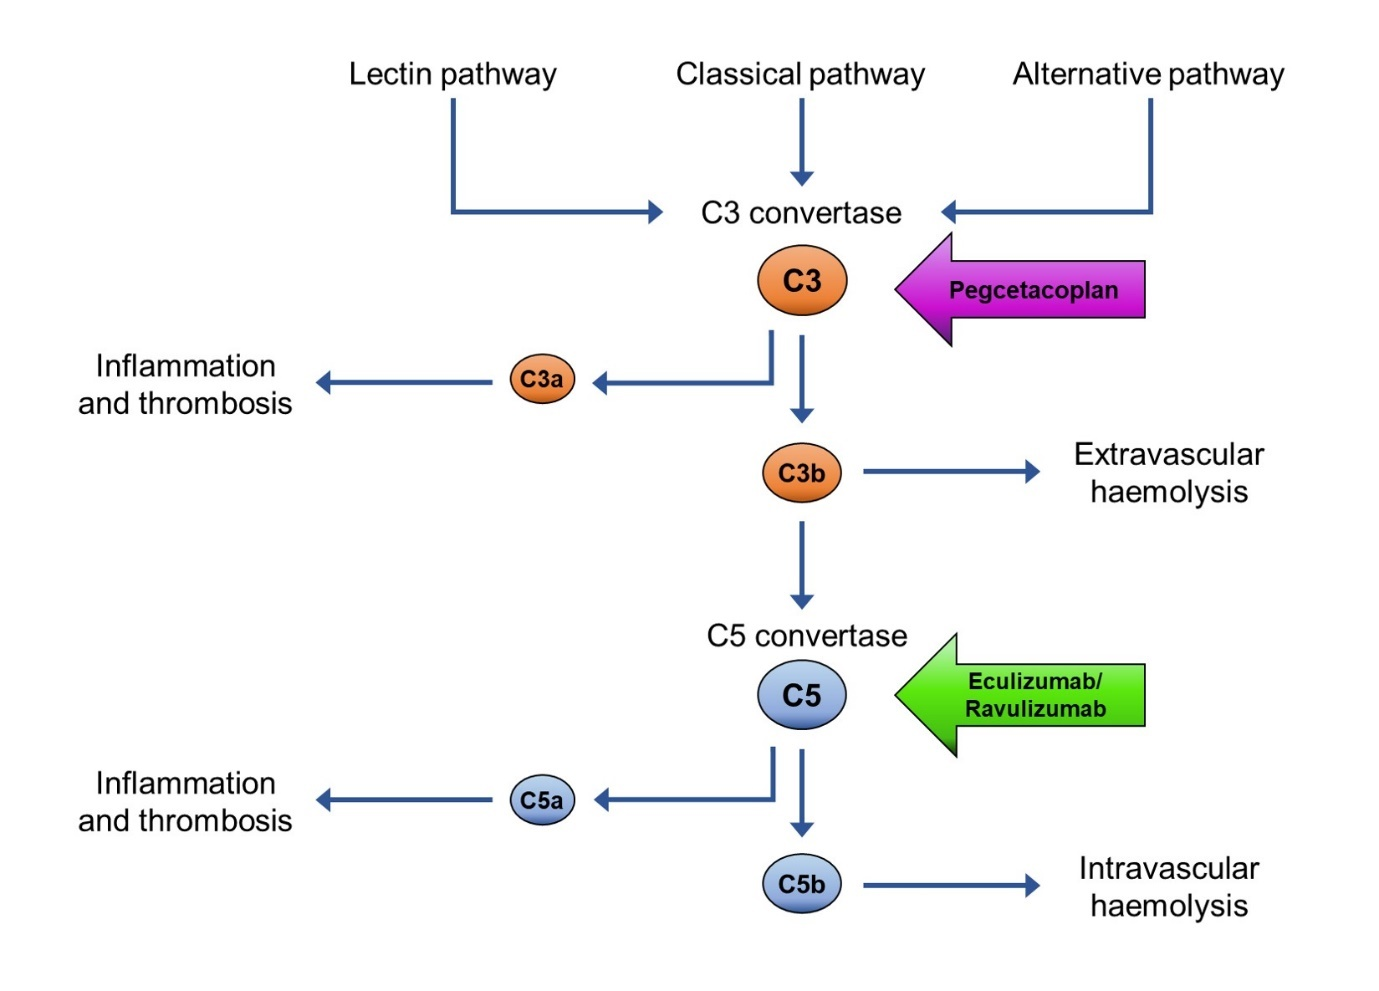 Lectin pathway
Classical pathway
Alternative pathway
C3 convertase
C3
Pegcetacoplan
Inflammation
and thrombosis
C3a
C3b
Extravascular
haemolysis
C5 convertase
C5
Eculizumab/
Ravulizumab
Inflammation
and thrombosis
C5a
C5b
Intravascular
haemolysis